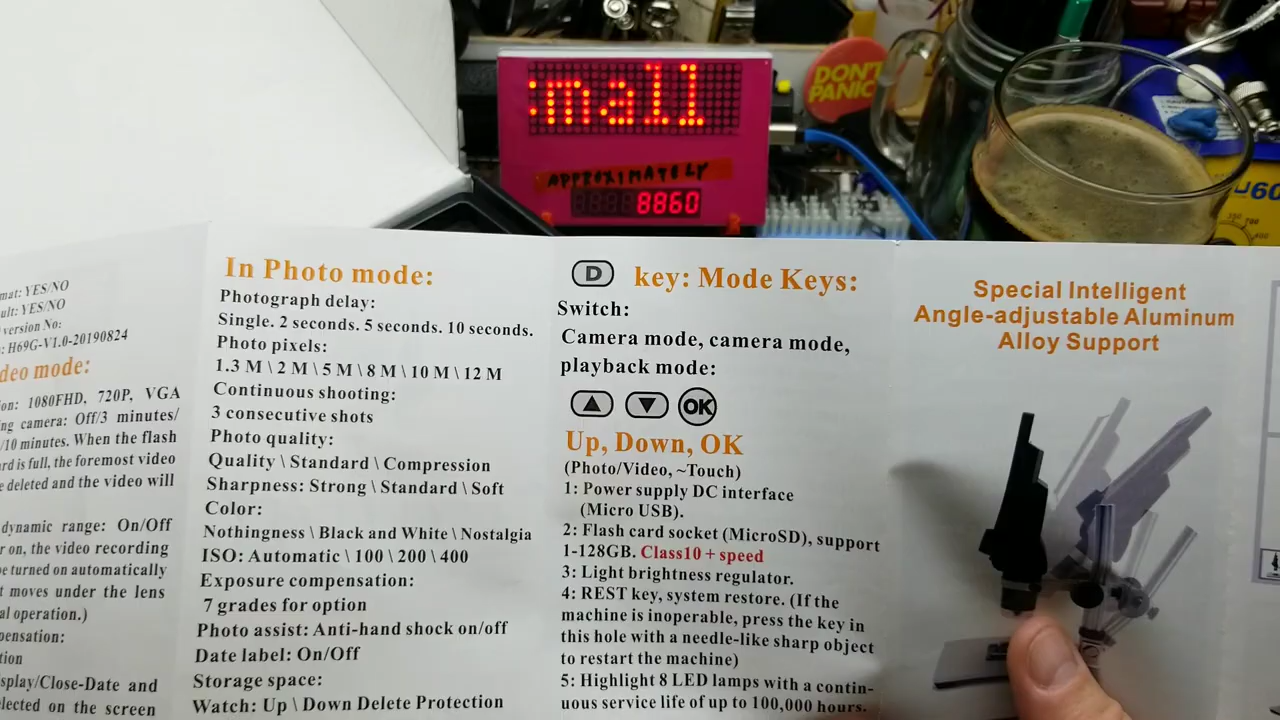 :mall
DON'T
PANIC
APPROXIMATELY
8860
mat: YES/NO
ult: YES/NO
version No:
: H69G-V1.0-20190824
deo mode:
on: 1080FHD, 720P, VGA
ng camera: Off/3 minutes/
/10 minutes. When the flash
rd is full, the foremost video
e deleted and the video will
dynamic range: On/Off
r on, the video recording
be turned on automatically
t moves under the lens
al operation.)
pensation:
tion
splay/Close-Date and
lected on the screen
In Photo mode:
Photograph delay:
Single. 2 seconds. 5 seconds. 10 seconds.
Photo pixels:
1.3 M \ 2 M \ 5 M \ 8 M \ 10 M \ 12 M
Continuous shooting:
3 consecutive shots
Photo quality:
Quality \ Standard \ Compression
Sharpness: Strong \ Standard \ Soft
Color:
Nothingness \ Black and White \ Nostalgia
ISO: Automatic \ 100 \ 200 \ 400
Exposure compensation:
7 grades for option
Photo assist: Anti-hand shock on/off
Date label: On/Off
Storage space:
Watch: Up \ Down Delete Protection
D key: Mode Keys:
Switch:
Camera mode, camera mode,
playback mode:
OK
Up, Down, OK
(Photo/Video, ~Touch)
1: Power supply DC interface
(Micro USB).
2: Flash card socket (MicroSD), support
1-128GB. Class10 + speed
3: Light brightness regulator.
4: REST key, system restore. (If the
machine is inoperable, press the key in
this hole with a needle-like sharp object
to restart the machine)
5: Highlight 8 LED lamps with a contin-
uous service life of up to 100,000 hours.
Special Intelligent
Angle-adjustable Aluminum
Alloy Support